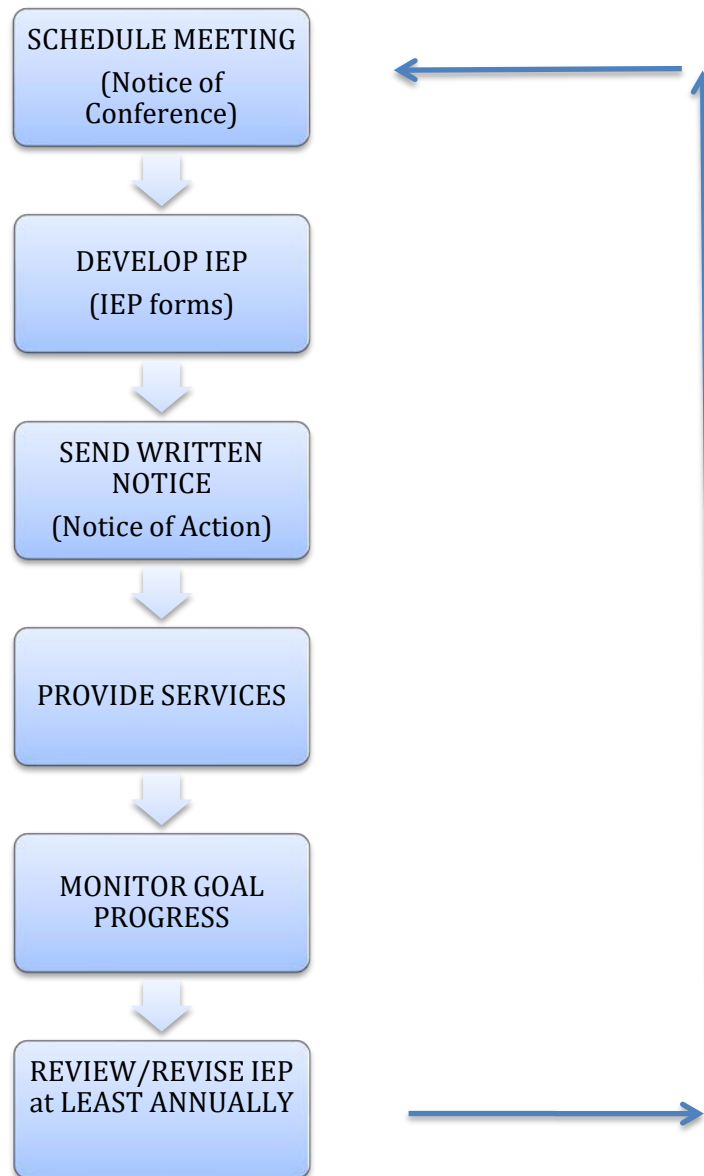 SCHEDULE MEETING
(Notice of
Conference)
DEVELOP IEP
(IEP forms)
SEND WRITTEN
NOTICE
(Notice of Action)
PROVIDE SERVICES
MONITOR GOAL
PROGRESS
REVIEW/REVISE IEP
at LEAST ANNUALLY